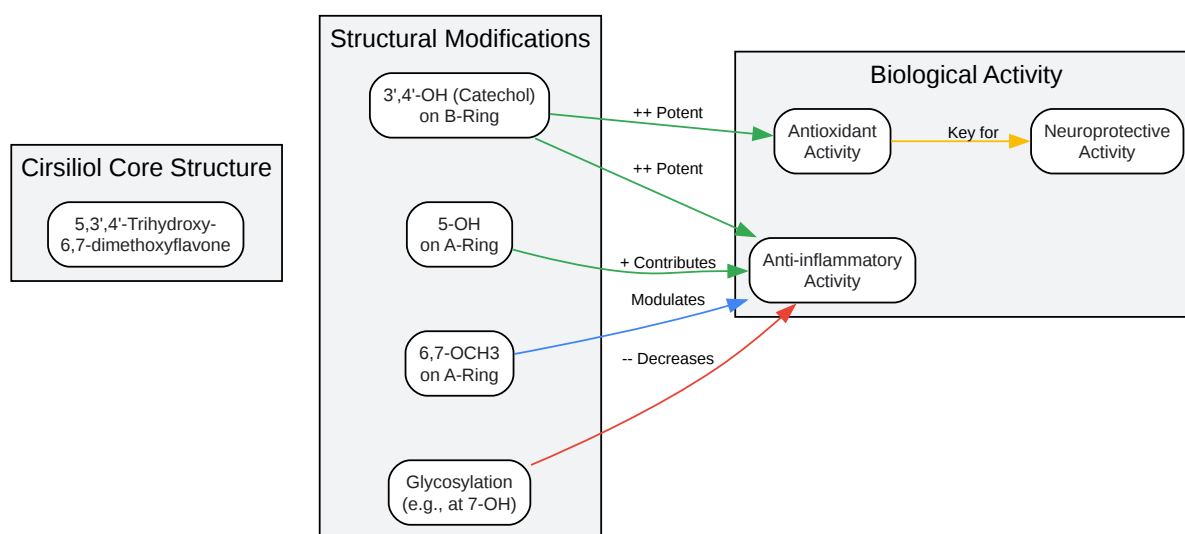 Cirsiliol Core Structure
5,3',4'-Trihydroxy-
6,7-dimethoxyflavone
Structural Modifications
3',4'-OH (Catechol)
on B-Ring
5-OH
on A-Ring
6,7-OCH3
on A-Ring
Glycosylation
(e.g., at 7-OH)
++ Potent
++ Potent
+ Contributes
Modulates
-- Decreases
Biological Activity
Antioxidant
Activity
Key for
Neuroprotective
Activity
Anti-inflammatory
Activity